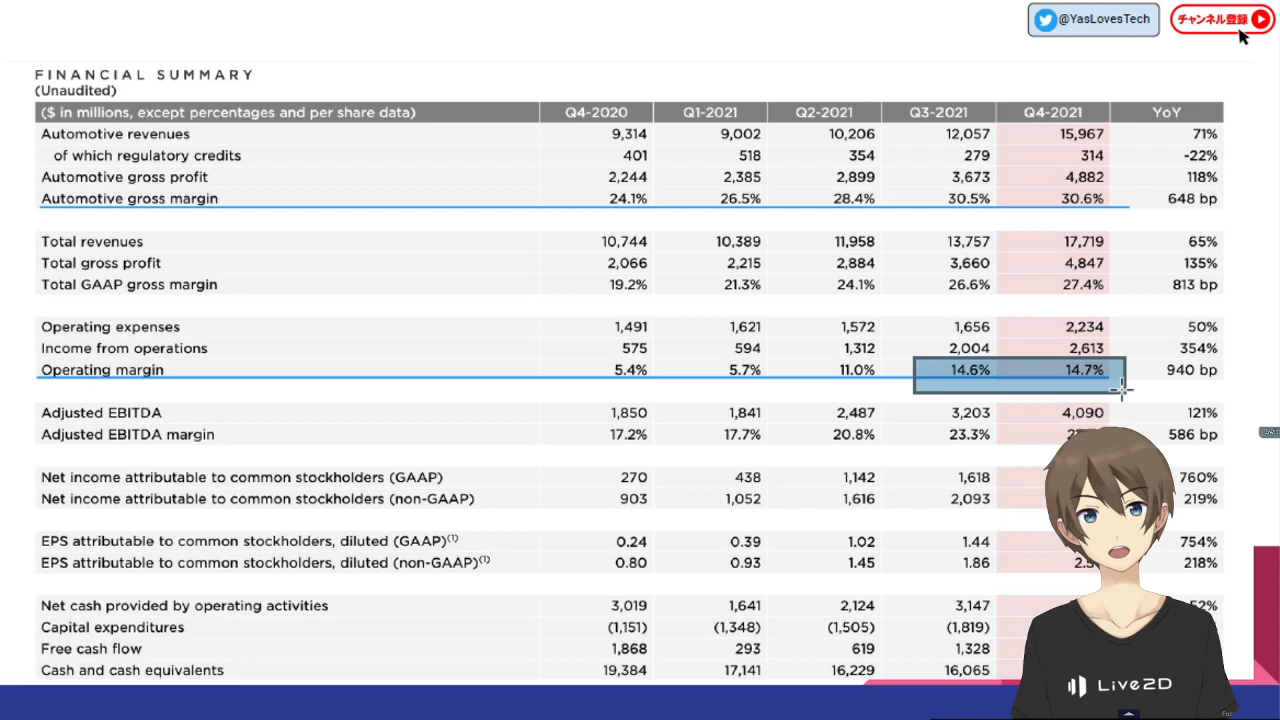 @YasLovesTech チャンネル登録
FINANCIAL SUMMARY
(Unaudited)
($ in millions, except percentages and per share data) Q4-2020 Q1-2021 Q2-2021 Q3-2021 Q4-2021 YoY
Automotive revenues 9,314 9,002 10,206 12,057 15,967 71%
of which regulatory credits 401 518 354 279 314 -22%
Automotive gross profit 2,244 2,385 2,899 3,673 4,882 118%
Automotive gross margin 24.1% 26.5% 28.4% 30.5% 30.6% 648 bp
Total revenues 10,744 10,389 11,958 13,757 17,719 65%
Total gross profit 2,066 2,215 2,884 3,660 4,847 135%
Total GAAP gross margin 19.2% 21.3% 24.1% 26.6% 27.4% 813 bp
Operating expenses 1,491 1,621 1,572 1,656 2,234 50%
Income from operations 575 594 1,312 2,004 2,613 354%
Operating margin 5.4% 5.7% 11.0% 14.6% 14.7% 940 bp
Adjusted EBITDA 1,850 1,841 2,487 3,203 4,090 121%
Adjusted EBITDA margin 17.2% 17.7% 20.8% 23.3% 586 bp
Net income attributable to common stockholders (GAAP) 270 438 1,142 1,618 760%
Net income attributable to common stockholders (non-GAAP) 903 1,052 1,616 2,093 219%
EPS attributable to common stockholders, diluted (GAAP)(1) 0.24 0.39 1.02 1.44 754%
EPS attributable to common stockholders, diluted (non-GAAP)(1) 0.80 0.93 1.45 1.86 218%
Net cash provided by operating activities 3,019 1,641 2,124 3,147
Capital expenditures (1,151) (1,348) (1,505) (1,819)
Free cash flow 1,868 293 619 1,328
Cash and cash equivalents 19,384 17,141 16,229 16,065
Live2D